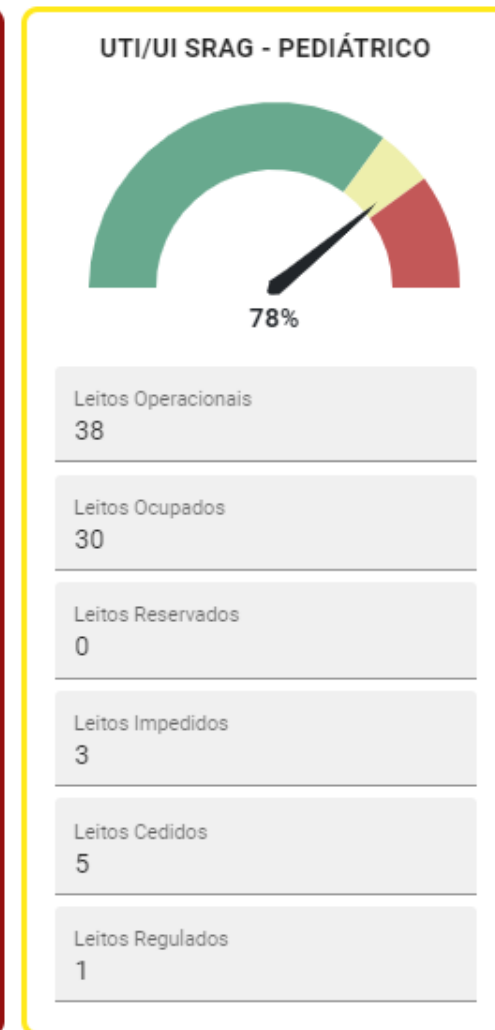 UTI/UI SRAG - PEDIÁTRICO
78%
Leitos Operacionais
38
Leitos Ocupados
30
Leitos Reservados
0
Leitos Impedidos
3
Leitos Cedidos
5
Leitos Regulados
1